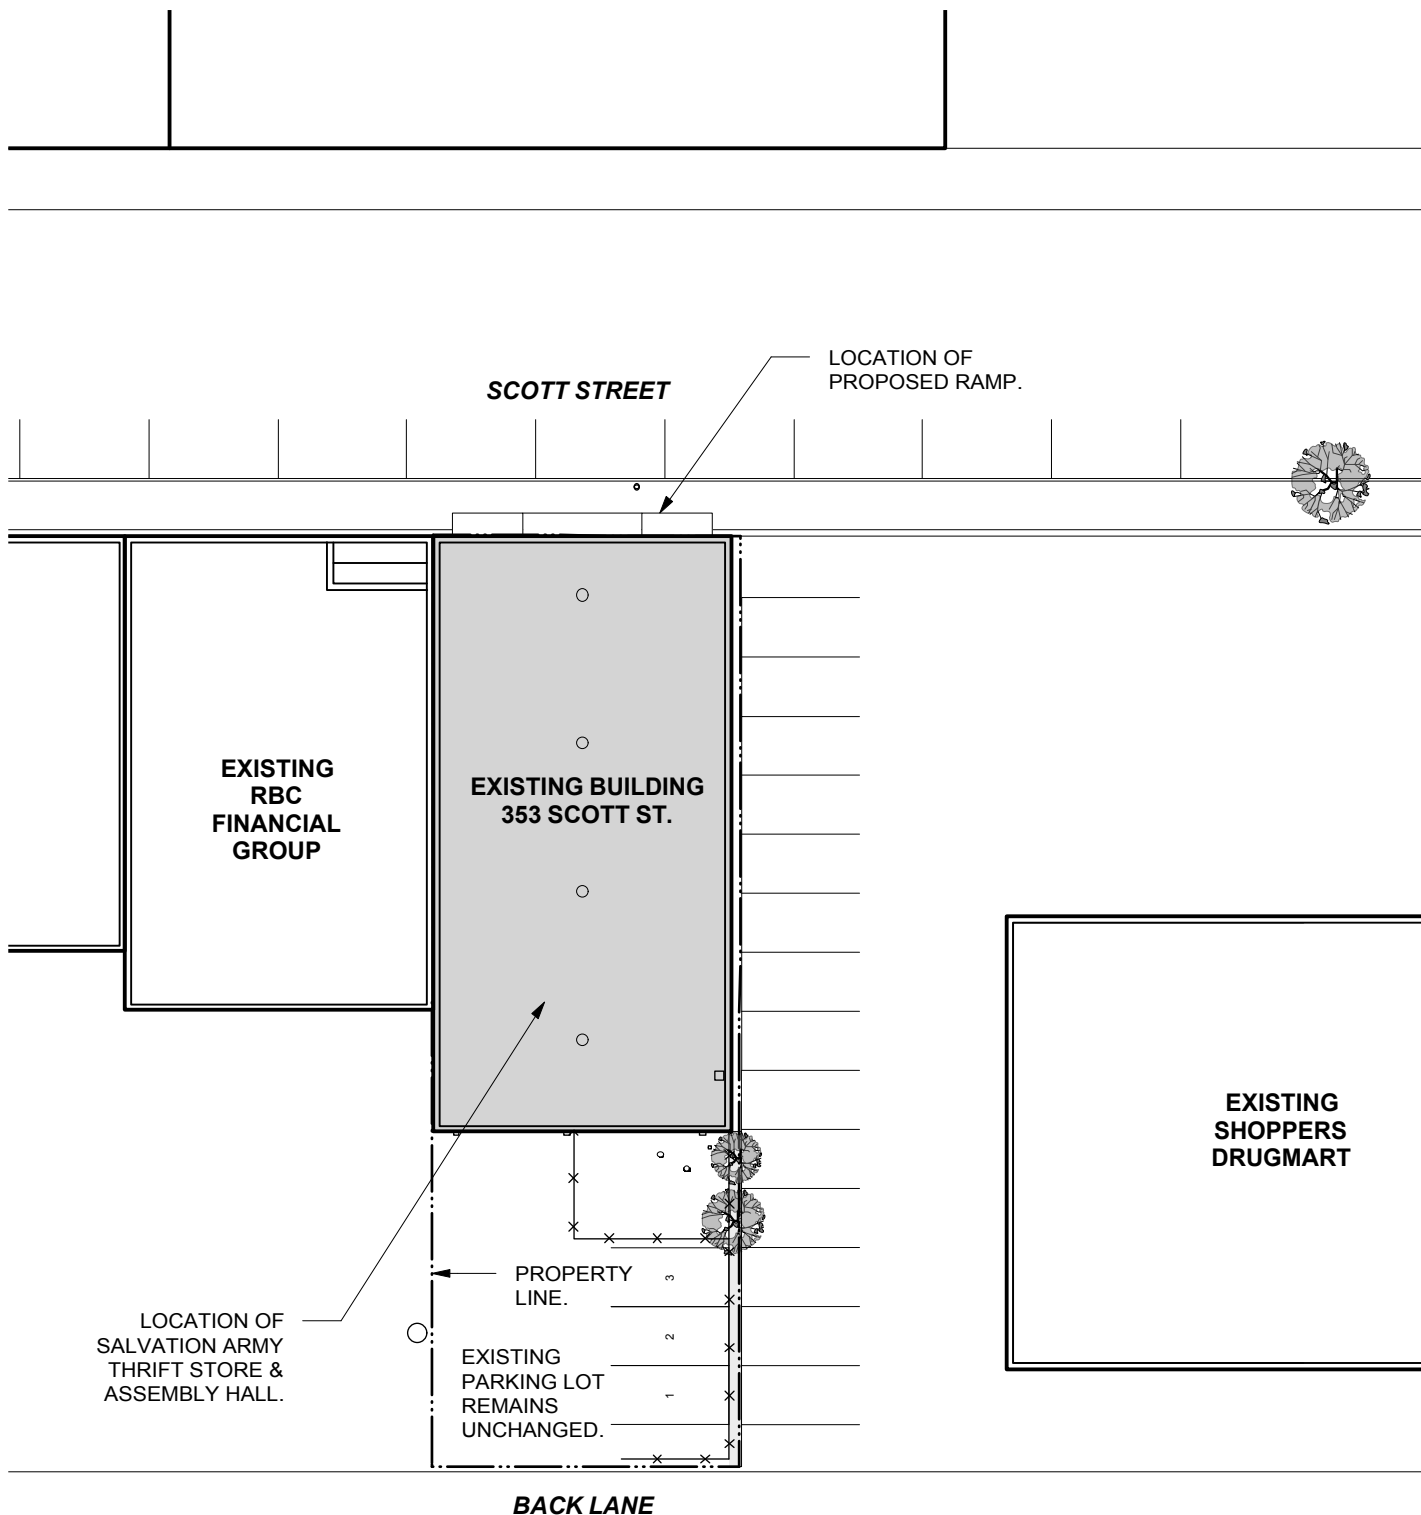 SCOTT STREET
LOCATION OF
PROPOSED RAMP.
EXISTING
RBC
FINANCIAL
GROUP
EXISTING BUILDING
353 SCOTT ST.
EXISTING
SHOPPERS
DRUGMART
PROPERTY
LINE.
3
LOCATION OF
SALVATION ARMY
THRIFT STORE &
ASSEMBLY HALL.
2
EXISTING
PARKING LOT
REMAINS
UNCHANGED.
1
BACK LANE